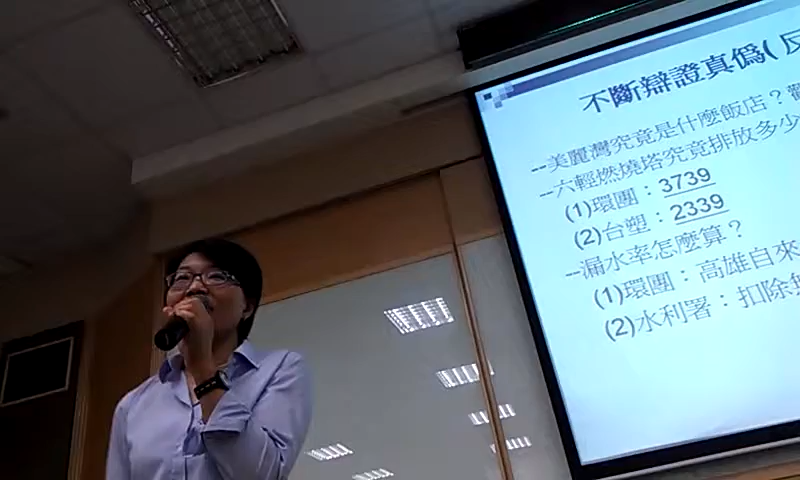 不斷辯證真偽(反
--美麗灣究竟是什麼飯店？
--六輕燃燒塔究竟排放多少
(1)環團：3739
(2)台塑：2339
--漏水率怎麼算？
(1)環團：高雄自來
(2)水利署：扣除